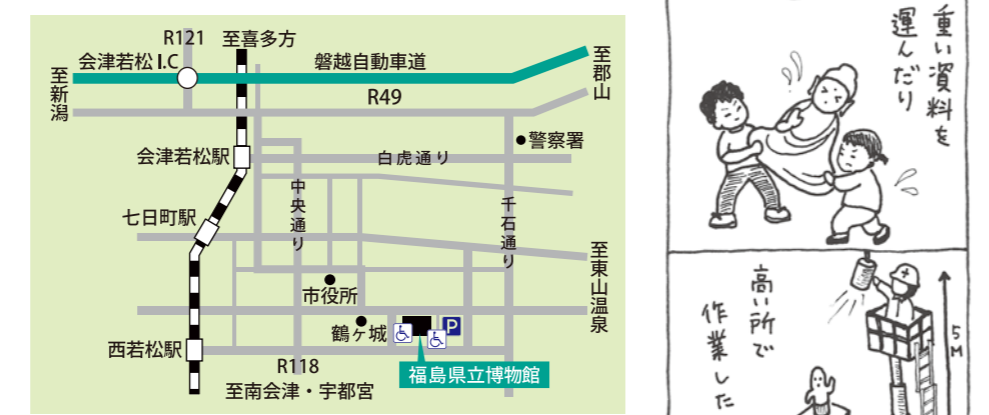 R121
至喜多方
会津若松 I.C
磐越自動車道
至郡山
至新潟
R49
警察署
会津若松駅
白虎通り
中央通り
千石通り
七日町駅
至東山温泉
市役所
鶴ヶ城
P
西若松駅
R118
福島県立博物館
至南会津・宇都宮
重い資料を
運んだり
高い所で
作業した
5M